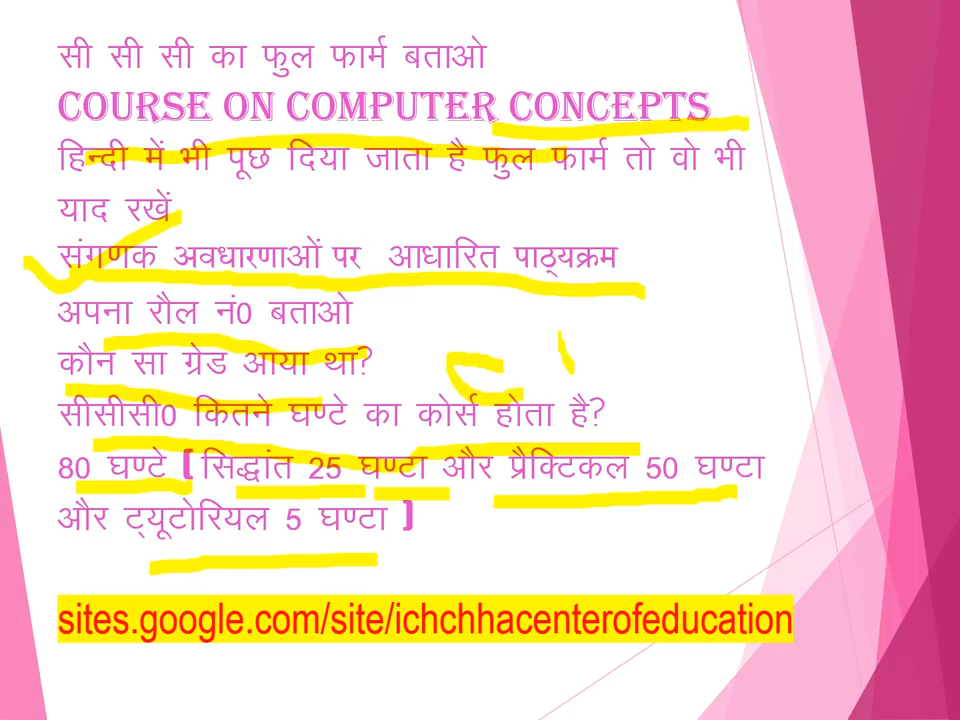 सी सी सी का फुल फार्म बताओ
COURSE ON COMPUTER CONCEPTS
हिन्दी में भी पूछ दिया जाता है फुल फार्म तो वो भी
याद रखें
संगणक अवधारणाओं पर आधारित पाठ्यक्रम
अपना रौल नं0 बताओ
कौन सा ग्रेड आया था?
सीसीसी0 कितने घण्टे का कोर्स होता है?
80 घण्टे ( सिद्धांत 25 घण्टा और प्रैक्टिकल 50 घण्टा
और ट्यूटोरियल 5 घण्टा )
sites.google.com/site/ichchhacenterofeducation